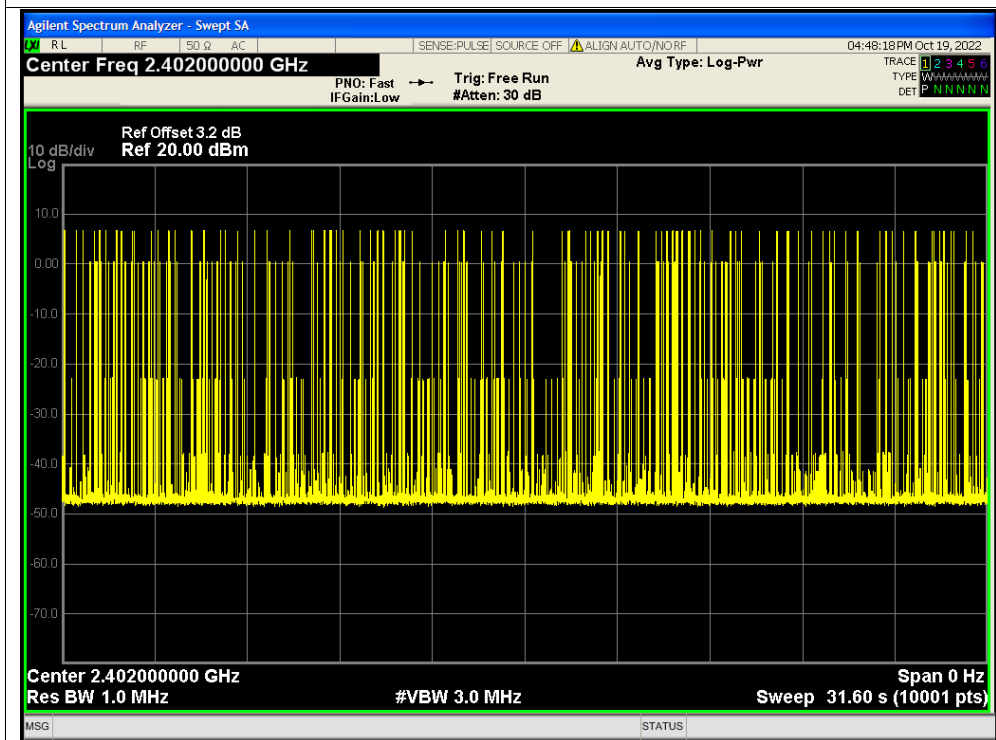 Agilent Spectrum Analyzer - Swept SA
LXI RL RF 50 Ω AC SENSE:PULSE SOURCE OFF ALIGN AUTO/NO RF 04:48:18 PM Oct 19, 2022
Center Freq 2.402000000 GHz Avg Type: Log-Pwr TRACE 1 2 3 4 5 6
PNO: Fast Trig: Free Run TYPE WWWWWW
IFGain:Low #Atten: 30 dB DET P N N N N N
Ref Offset 3.2 dB
10 dB/div Ref 20.00 dBm
Log
10.0
0.00
-10.0
-20.0
-30.0
-40.0
-50.0
-60.0
-70.0
Center 2.402000000 GHz Span 0 Hz
Res BW 1.0 MHz #VBW 3.0 MHz Sweep 31.60 s (10001 pts)
MSG STATUS